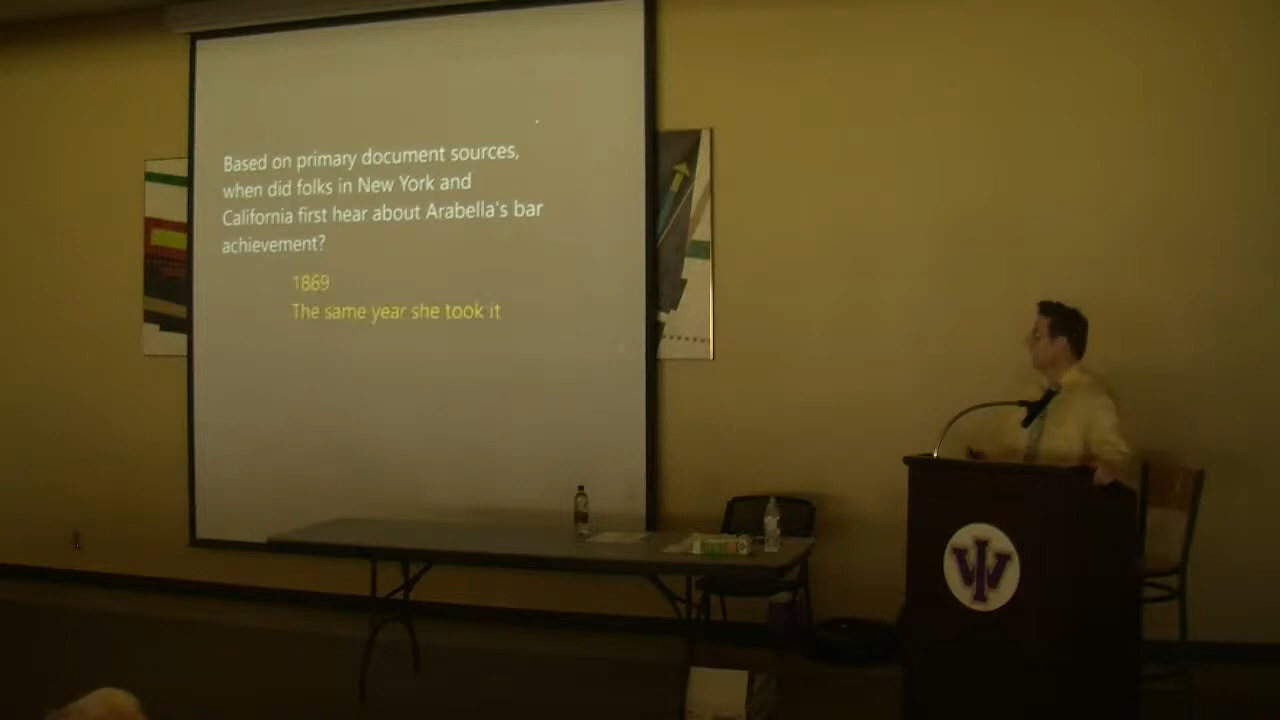 Based on primary document sources,
when did folks in New York and
California first hear about Arabella's bar
achievement?
1869
The same year she took it
IW